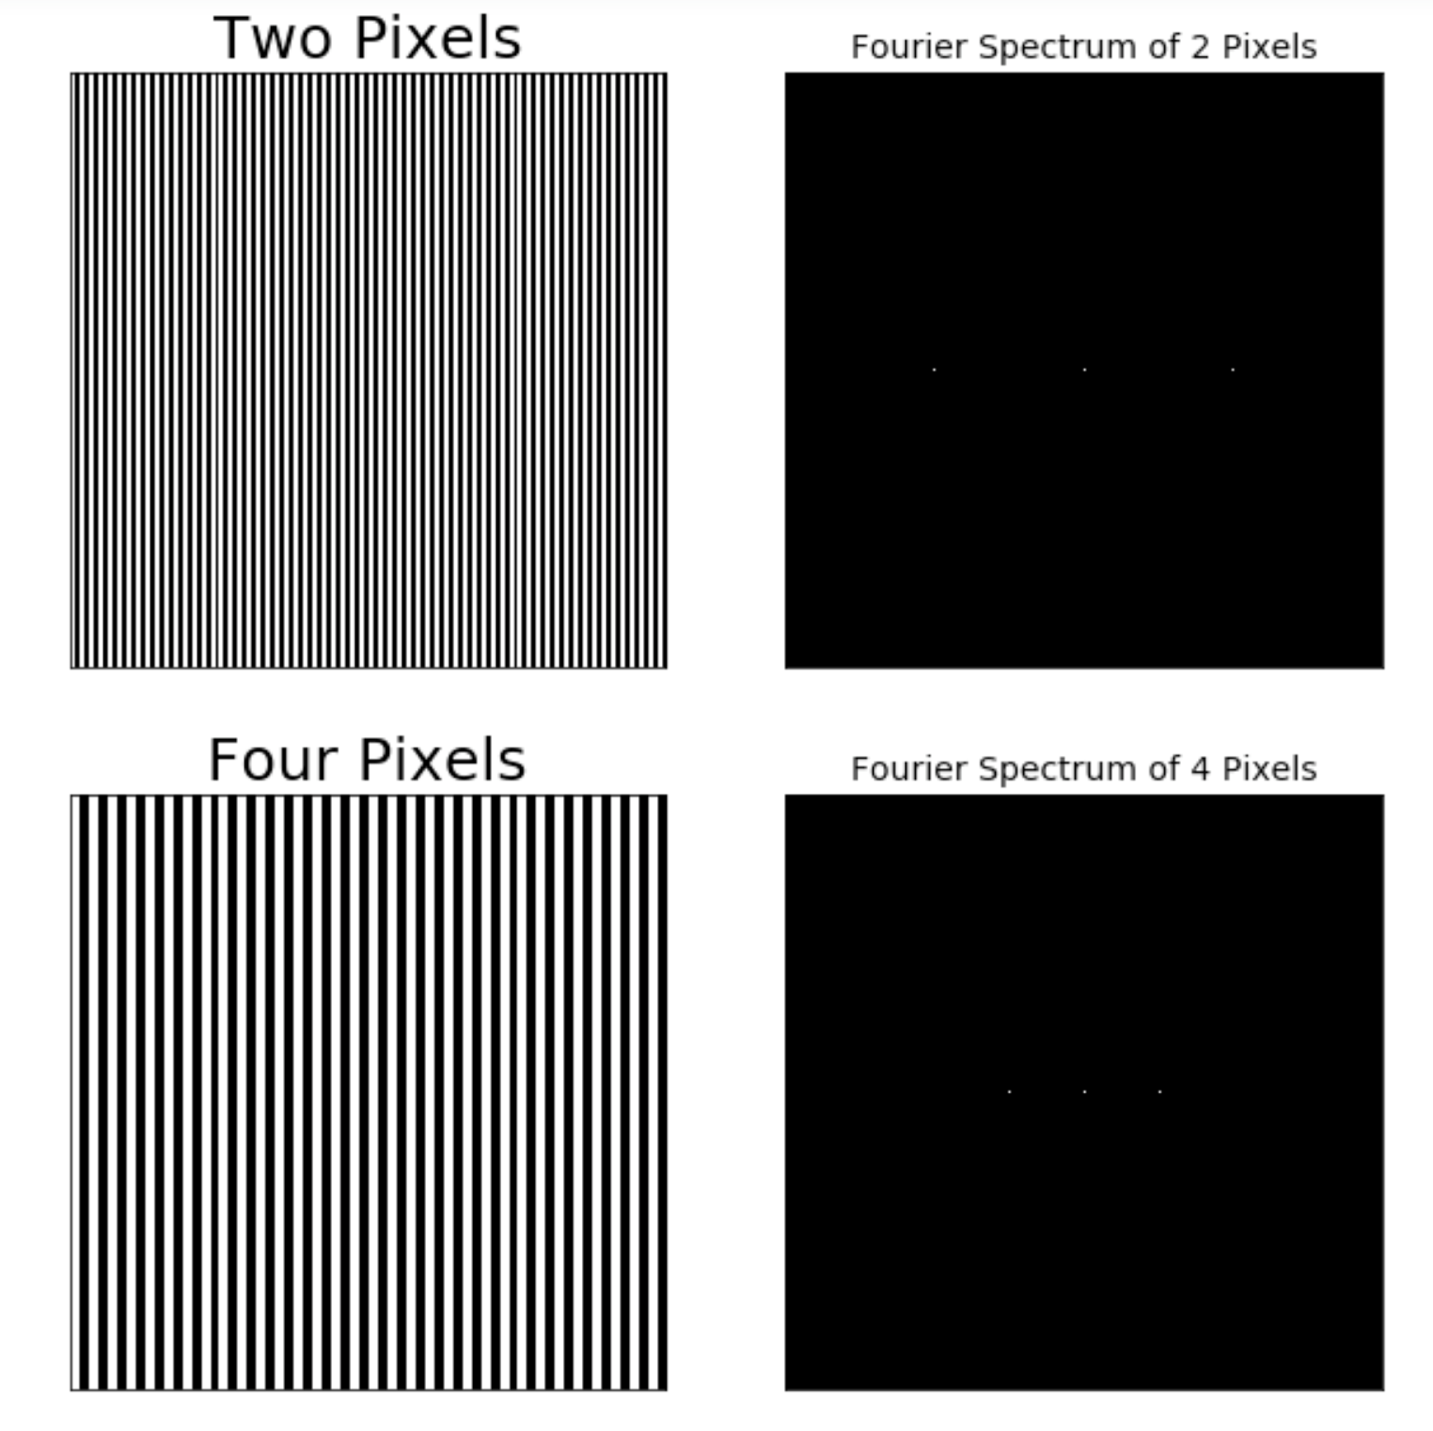 Two Pixels
Fourier Spectrum of 2 Pixels
Four Pixels
Fourier Spectrum of 4 Pixels